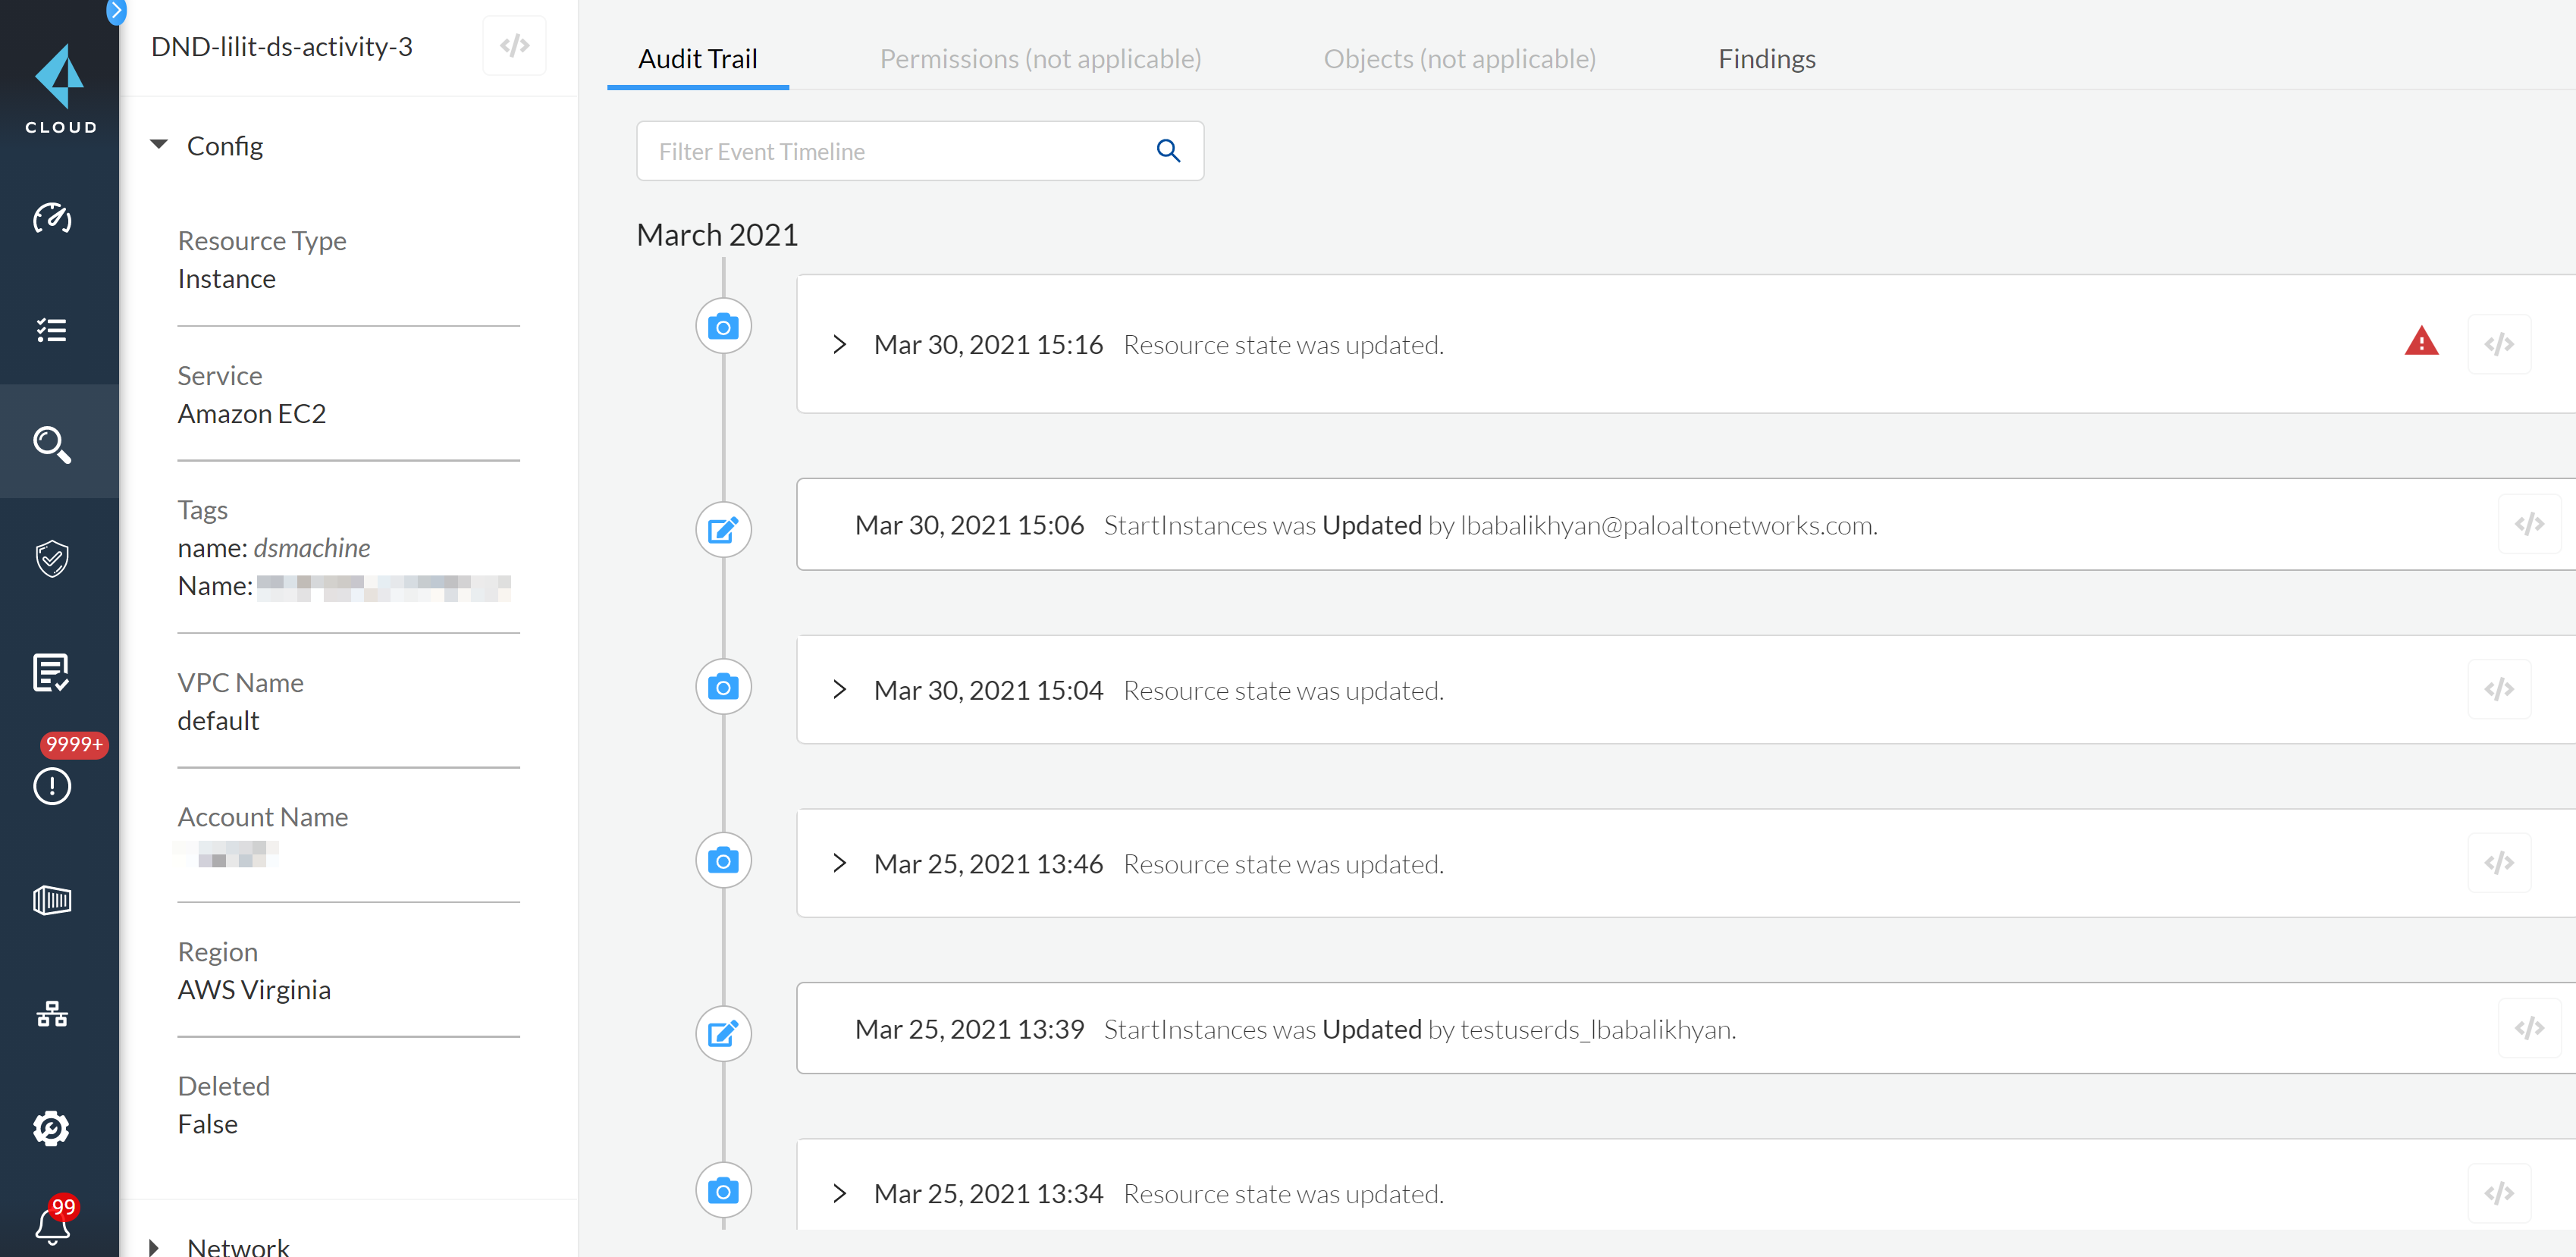 CLOUD
9999+
99
DND-lilit-ds-activity-3
</>
Config
Resource Type
Instance
Service
Amazon EC2
Tags
name: dsmachine
Name:
VPC Name
default
Account Name
Region
AWS Virginia
Deleted
False
Network
Audit Trail
Permissions (not applicable)
Objects (not applicable)
Findings
Filter Event Timeline
March 2021
Mar 30, 2021 15:16 Resource state was updated. </>
Mar 30, 2021 15:06 StartInstances was Updated by lbabalikhyan@paloaltonetworks.com. </>
Mar 30, 2021 15:04 Resource state was updated. </>
Mar 25, 2021 13:46 Resource state was updated. </>
Mar 25, 2021 13:39 StartInstances was Updated by testuserds_lbabalikhyan. </>
Mar 25, 2021 13:34 Resource state was updated. </>